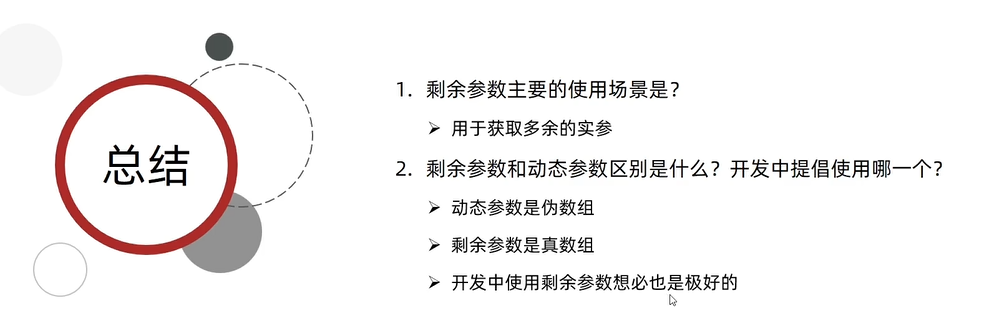 总结
1. 剩余参数主要的使用场景是？
➢ 用于获取多余的实参
2. 剩余参数和动态参数区别是什么？开发中提倡使用哪一个？
➢ 动态参数是伪数组
➢ 剩余参数是真数组
➢ 开发中使用剩余参数想必也是极好的